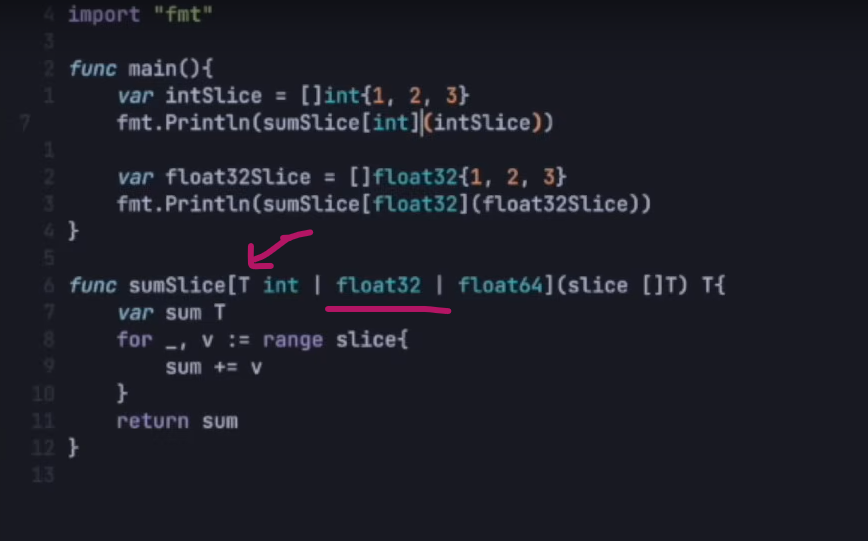 4 import "fmt"
3
2 func main(){
1     var intSlice = []int{1, 2, 3}
7     fmt.Println(sumSlice[int](intSlice))
1
2     var float32Slice = []float32{1, 2, 3}
3     fmt.Println(sumSlice[float32](float32Slice))
4 }
5
6 func sumSlice[T int | float32 | float64](slice []T) T{
7     var sum T
8     for _, v := range slice{
9         sum += v
10     }
11     return sum
12 }
13